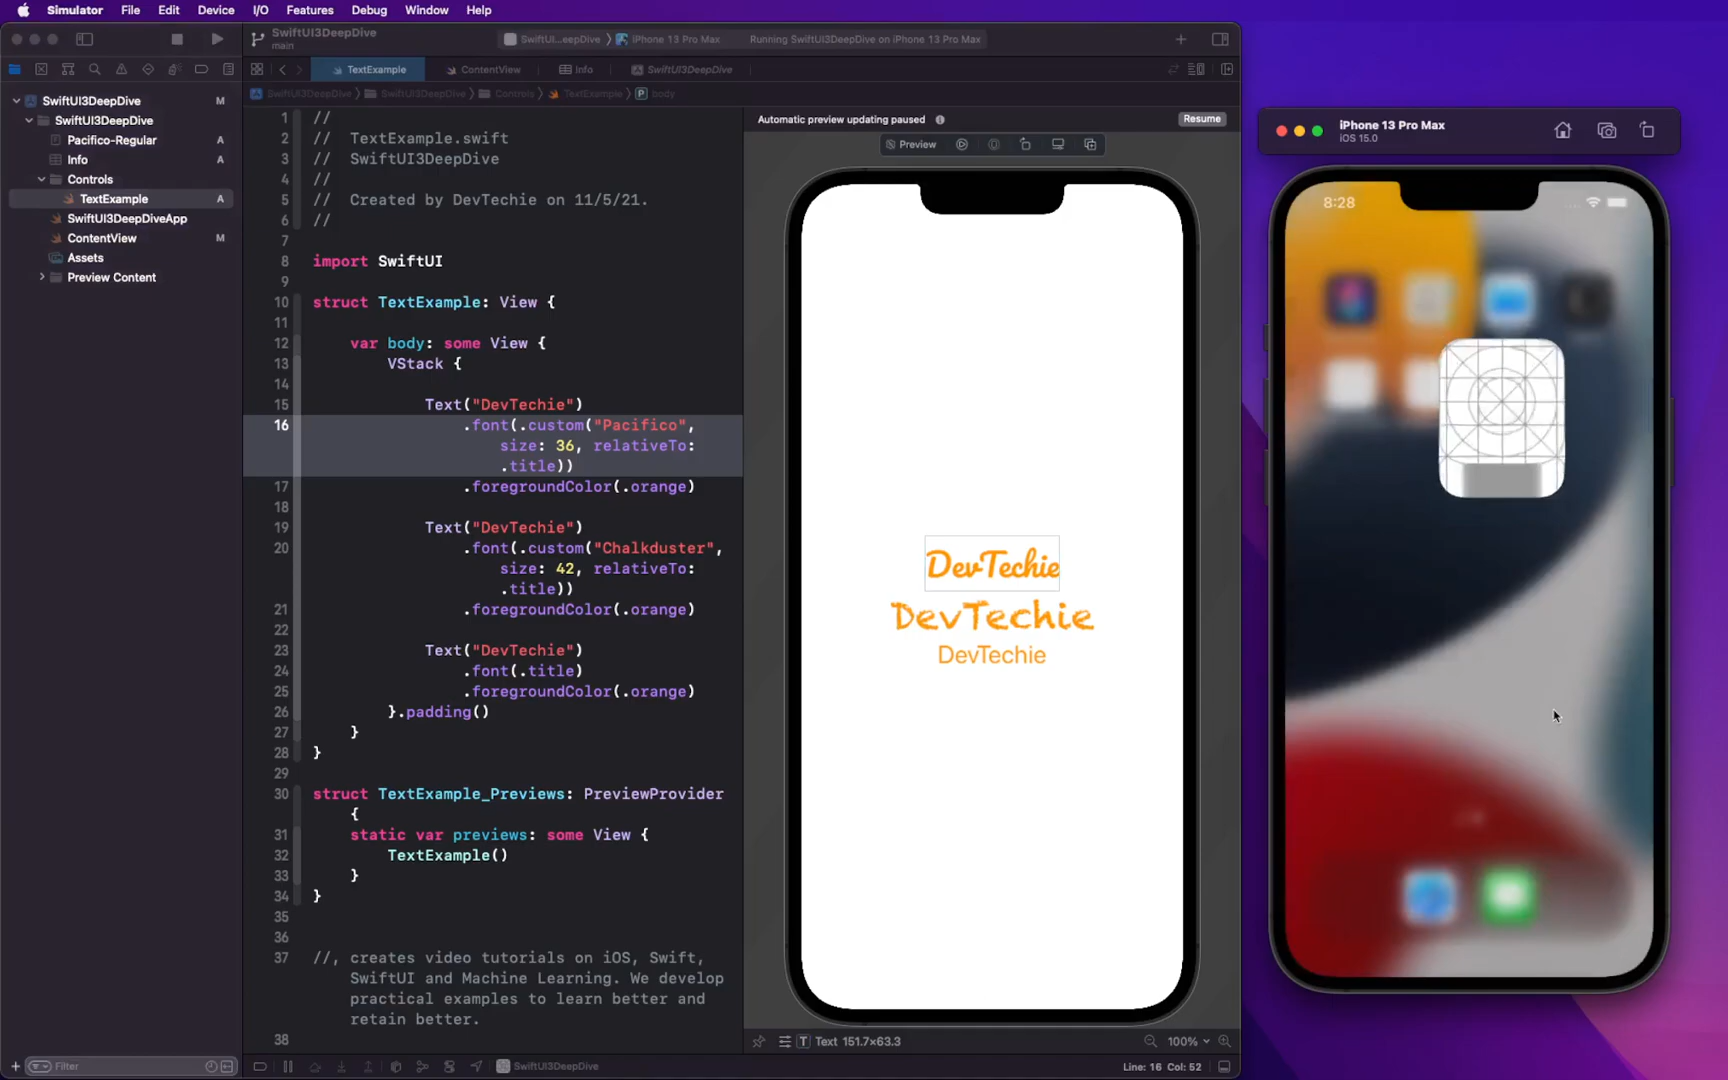 Simulator File Edit I/O Device Features Debug Window Help
SwiftUI3DeepDive
main
SwiftUI...eepDive
iPhone 13 Pro Max
Running SwiftUI3DeepDive on iPhone 13 Pro Max
TextExample
ContentView
Info
SwiftUI3DeepDive
SwiftUI3DeepDive
SwiftUI3DeepDive
Controls
TextExample
body
SwiftUI3DeepDive M
SwiftUI3DeepDive
Pacifico-Regular A
Info A
Controls
TextExample A
SwiftUI3DeepDiveApp
ContentView M
Assets
Preview Content
Filter
1 //
2 // TextExample.swift
3 // SwiftUI3DeepDive
4 //
5 // Created by DevTechie on 11/5/21.
6 //
7
8 import SwiftUI
9
10 struct TextExample: View {
11
12 var body: some View {
13 VStack {
14
15 Text("DevTechie")
16 .font(.custom("Pacifico",
size: 36, relativeTo:
.title))
17 .foregroundColor(.orange)
18
19 Text("DevTechie")
20 .font(.custom("Chalkduster",
size: 42, relativeTo:
.title))
21 .foregroundColor(.orange)
22
23 Text("DevTechie")
24 .font(.title)
25 .foregroundColor(.orange)
26 }.padding()
27 }
28 }
29
30 struct TextExample_Previews: PreviewProvider
{
31 static var previews: some View {
32 TextExample()
33 }
34 }
35
36
37 //, creates video tutorials on iOS, Swift,
SwiftUI and Machine Learning. We develop
practical examples to learn better and
retain better.
38
SwiftUI3DeepDive
Line: 16 Col: 52
Automatic preview updating paused
Resume
Preview
DevTechie
DevTechie
DevTechie
Text 151.7×63.3
100%
iPhone 13 Pro Max
iOS 15.0
8:28